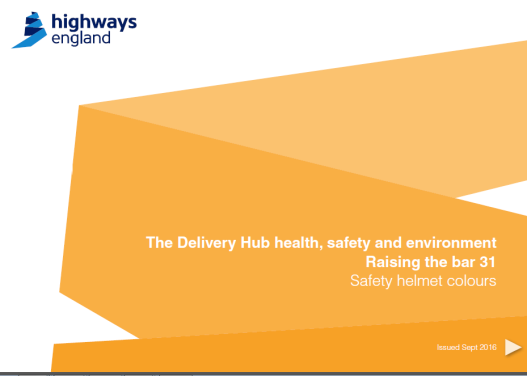 highways
england
The Delivery Hub health, safety and environment
Raising the bar 31
Safety helmet colours
Issued Sept 2016